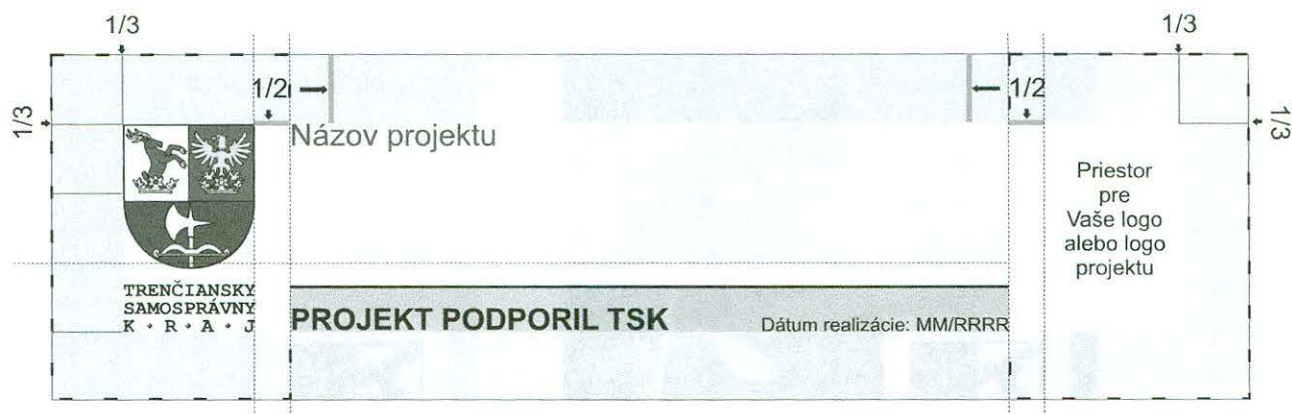 1/3
1/3
1/2
1/2
1/3
1/3
Názov projektu
Priestor
pre
Vaše logo
alebo logo
projektu
TRENČIANSKY
SAMOSPRÁVNY
K · R · A · J
PROJEKT PODPORIL TSK
Dátum realizácie: MM/RRRR